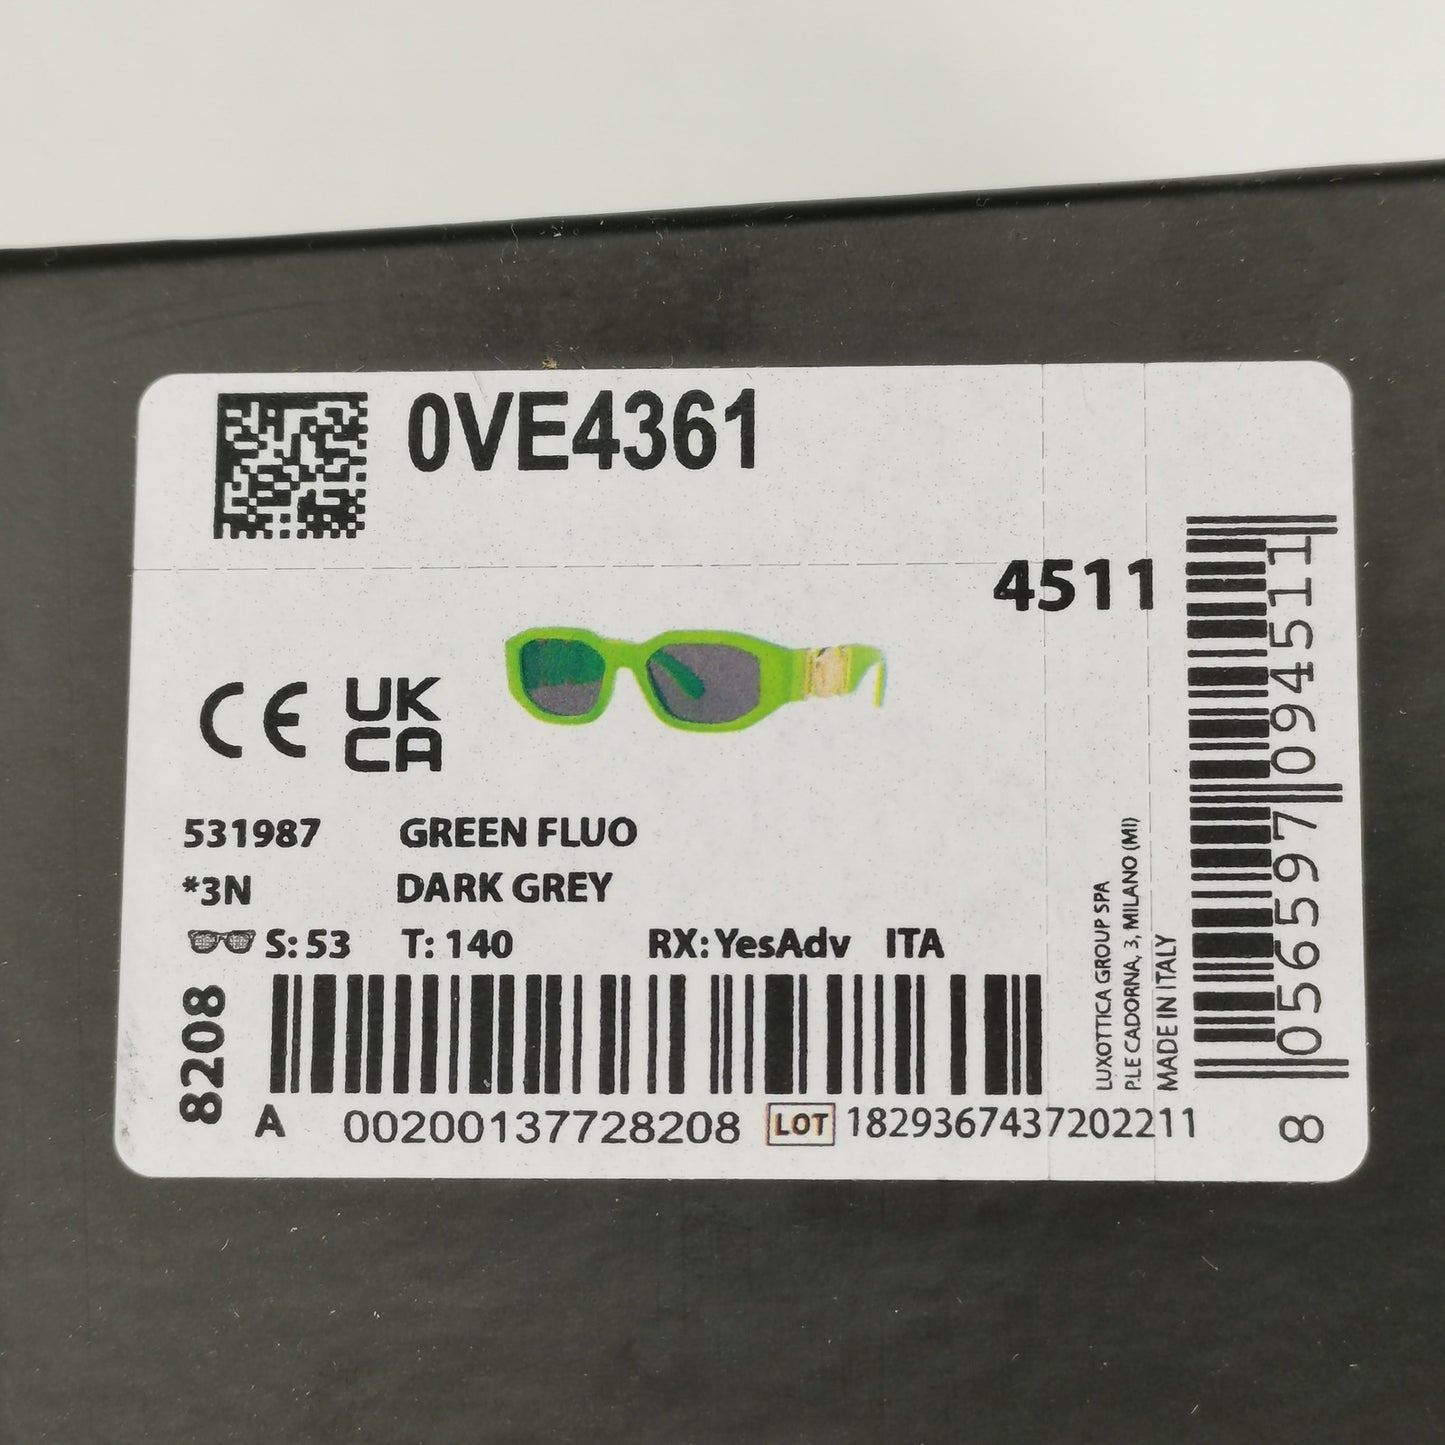 0VE4361
4511
CE UK
CA
531987 GREEN FLUO
*3N DARK GREY
S: 53 T: 140 RX: YesAdv ITA
8208
A 00200137728208 LOT 1829367437202211
LUXOTTICA GROUP SPA
P.LE CADORNA, 3, MILANO (MI)
MADE IN ITALY
8 056597 094511